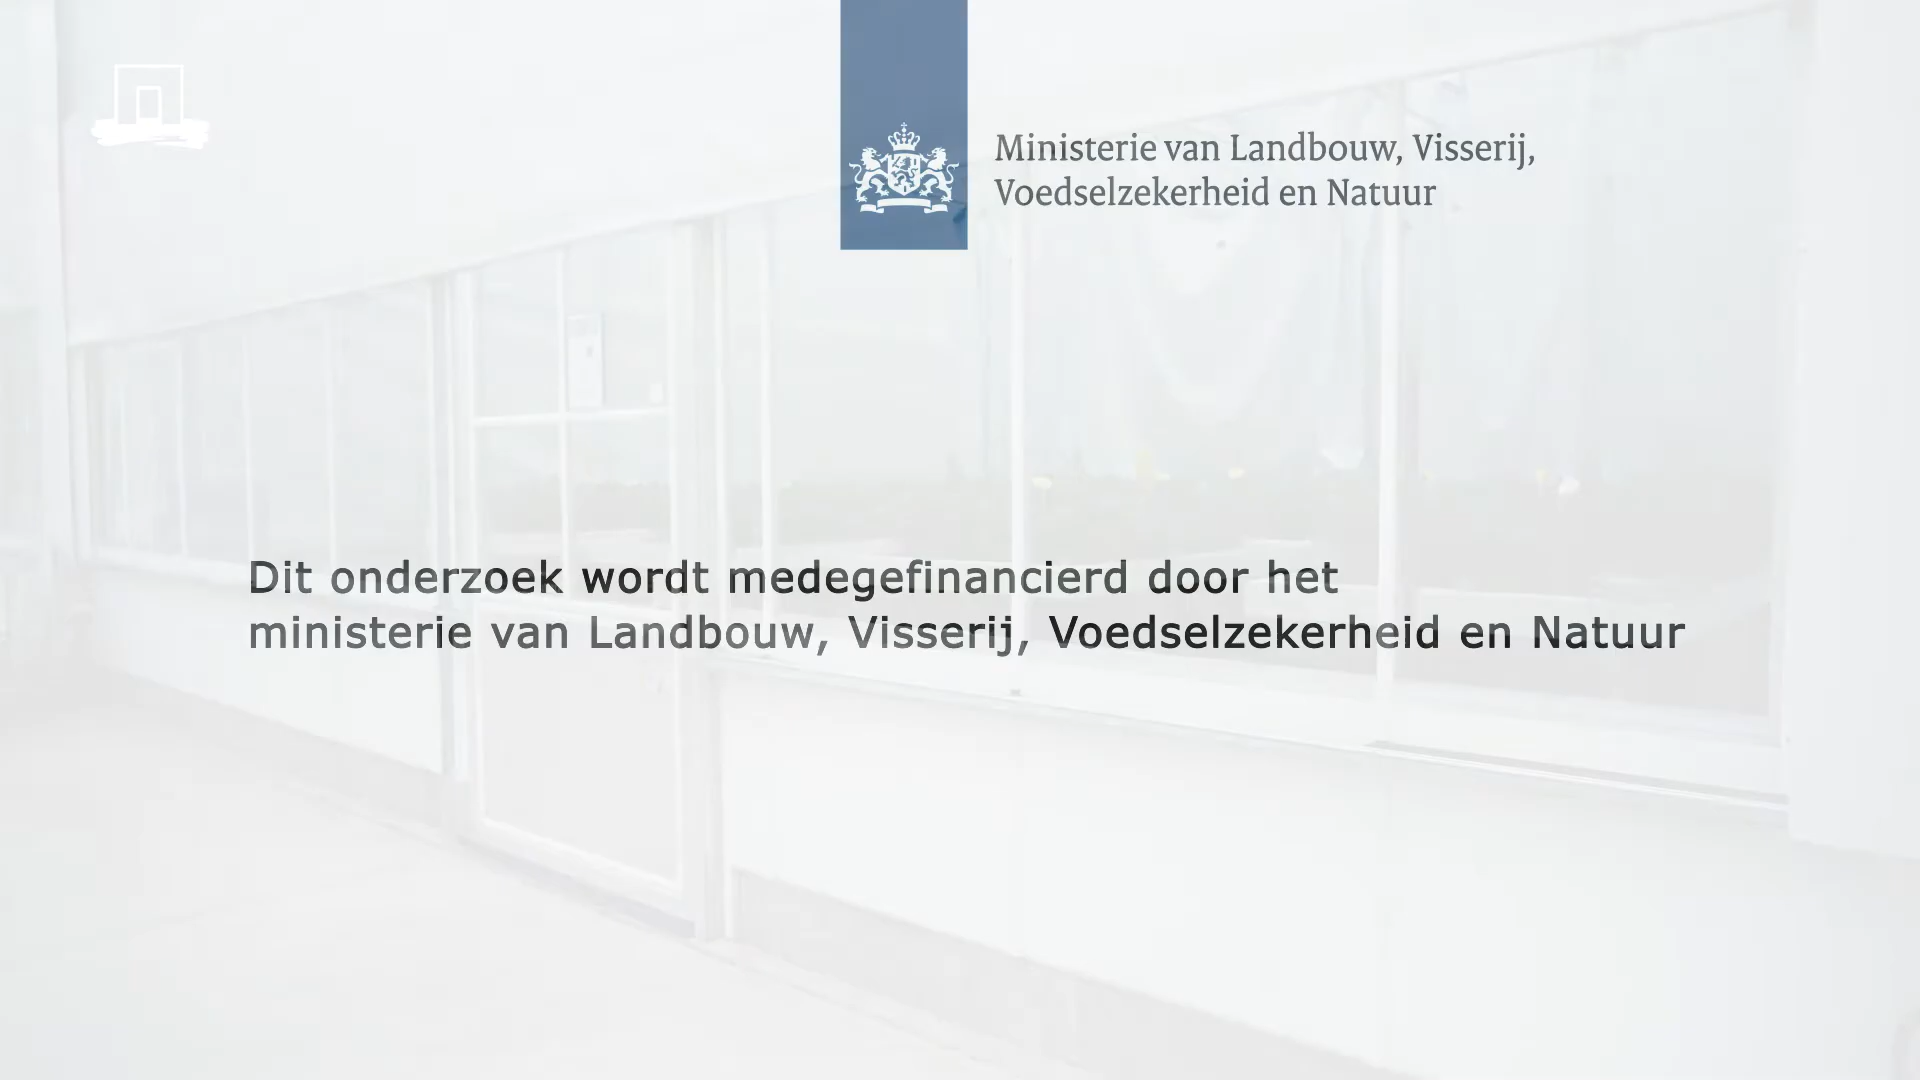 Ministerie van Landbouw, Visserij,
Voedselzekerheid en Natuur
Dit onderzoek wordt medegefinancierd door het
ministerie van Landbouw, Visserij, Voedselzekerheid en Natuur